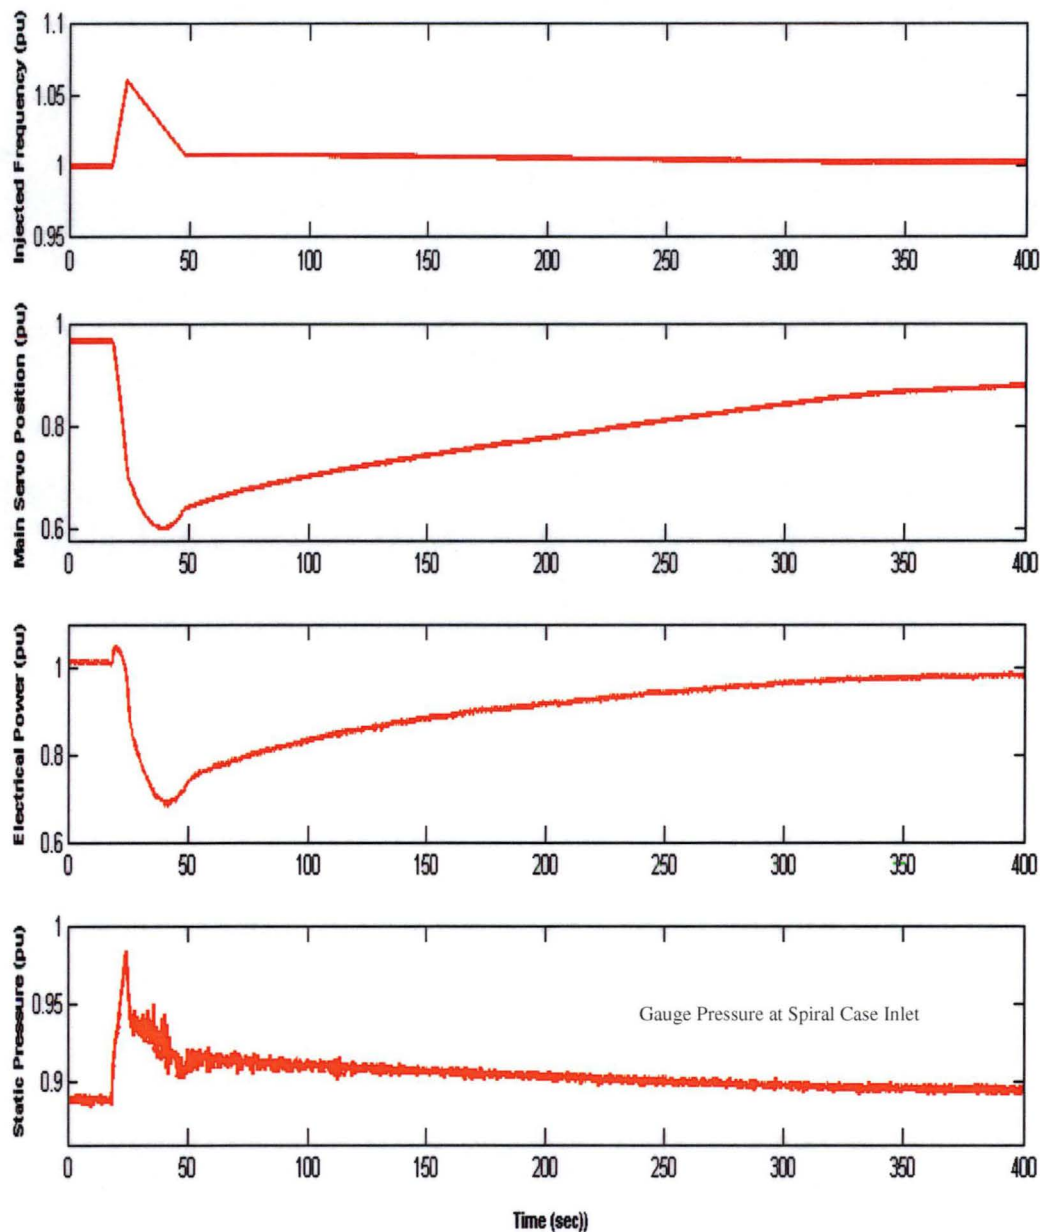 Injected Frequency (pu)
1.1
1.05
1
0.95
0 50 100 150 200 250 300 350 400
Main Servo Position (pu)
1
0.8
0.6
0 50 100 150 200 250 300 350 400
Electrical Power (pu)
1
0.8
0.6
0 50 100 150 200 250 300 350 400
Static Pressure (pu)
1
0.95
0.9
Gauge Pressure at Spiral Case Inlet
0 50 100 150 200 250 300 350 400
Time (sec))